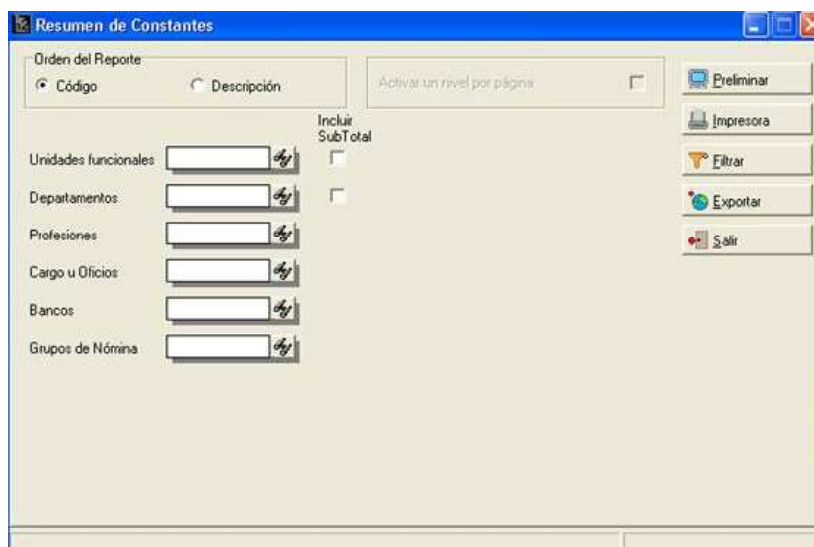 Resumen de Constantes
Orden del Reporte
Código Descripción
Activar un nivel por página
Incluir
SubTotal
Unidades funcionales
Departamentos
Profesiones
Cargo u Oficios
Bancos
Grupos de Nómina
Preliminar
Impresora
Filtrar
Exportar
Salir